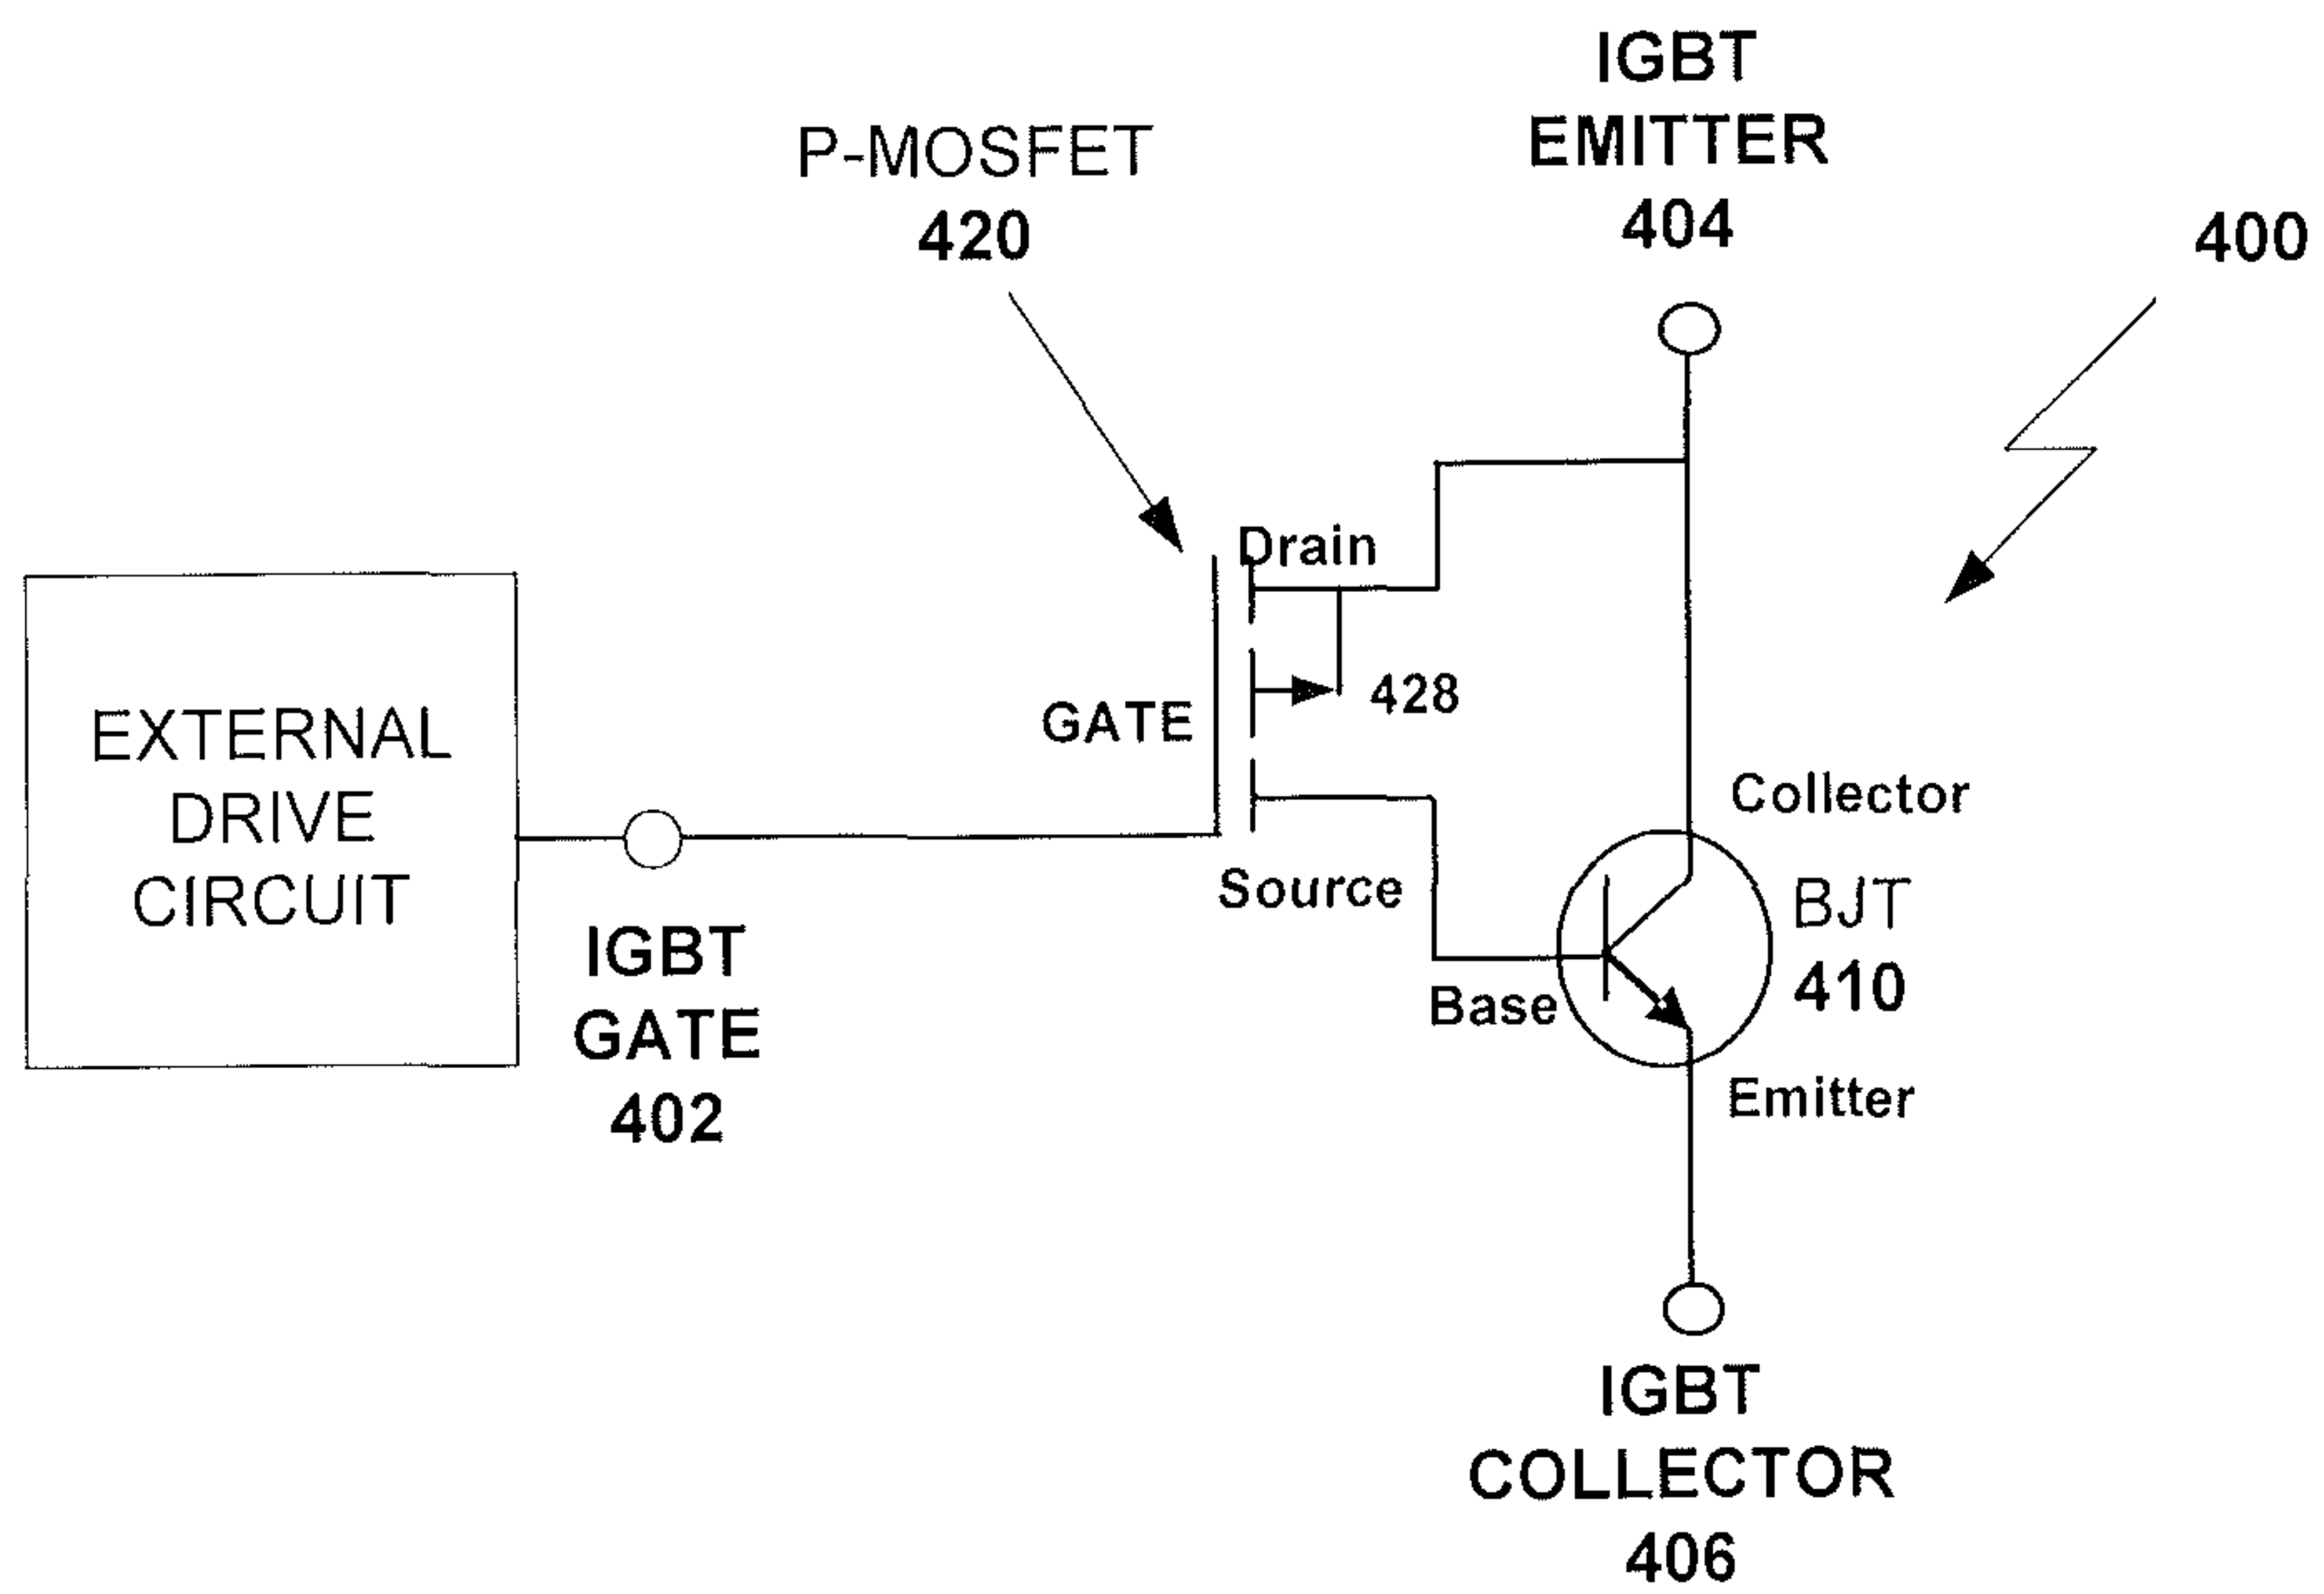 IGBT
EMITTER
404
P-MOSFET
420
400
Drain
428
GATE
EXTERNAL
DRIVE
CIRCUIT
Source
Collector
BJT
410
Base
Emitter
IGBT
GATE
402
IGBT
COLLECTOR
406